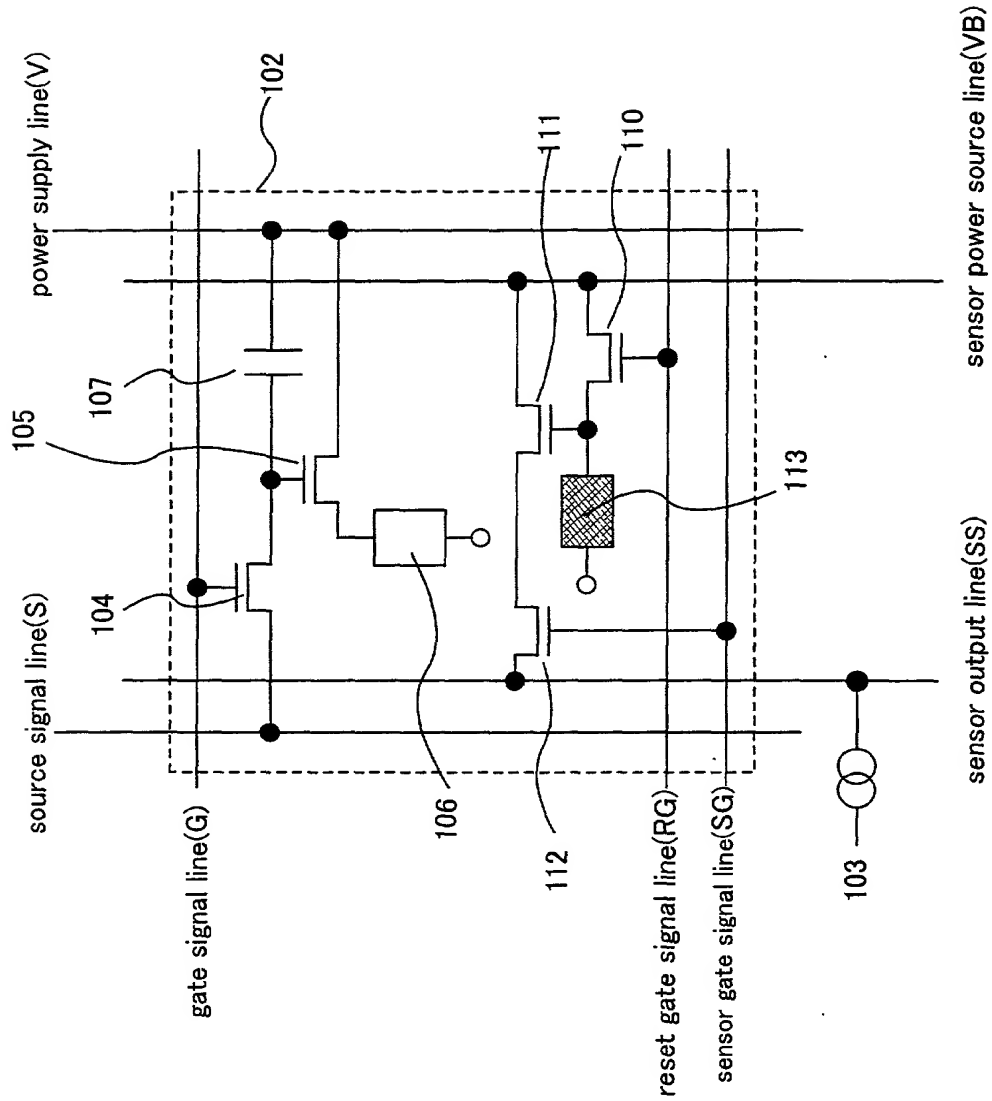 source signal line(S)
power supply line(V)
105
107
102
104
gate signal line(G)
111
110
106
113
112
reset gate signal line(RG)
sensor gate signal line(SG)
103
sensor output line(SS)
sensor power source line(VB)